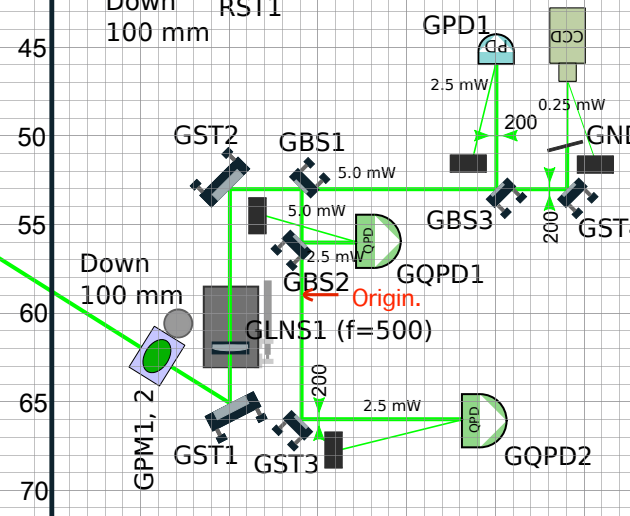 Down
100 mm
RST1
GPD1
PD
CCD
45
2.5 mW
0.25 mW
200
50
GST2
GBS1
GNE
5.0 mW
5.0 mW
GBS3
200
GST4
55
QPD
2.5 mW
GQPD1
Down
100 mm
GBS2
Origin.
60
GLNS1 (f=500)
200
65
2.5 mW
QPD
GPM1, 2
GST1
GST3
GQPD2
70